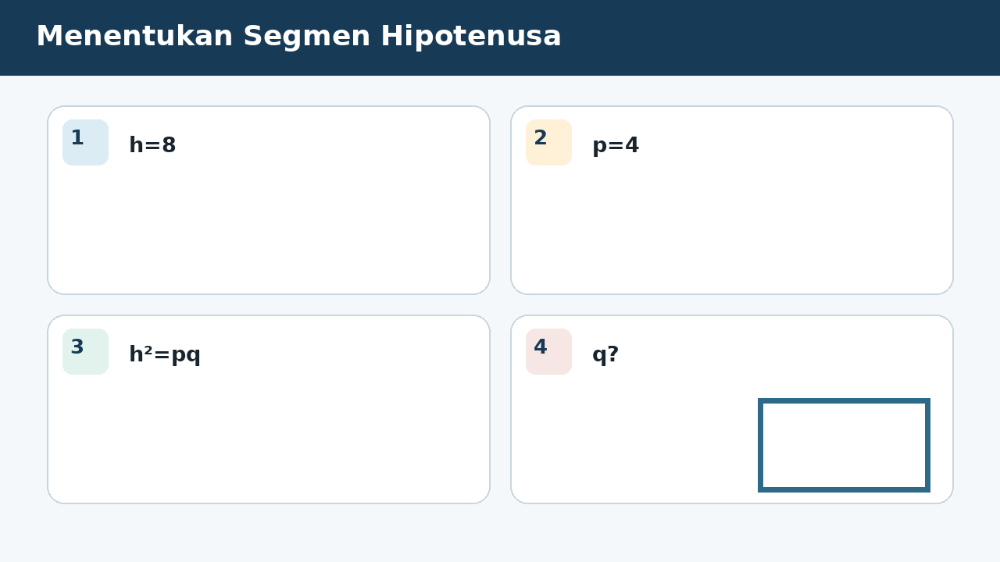 Menentukan Segmen Hipotenusa
1
h=8
2
p=4
3
h²=pq
4
q?